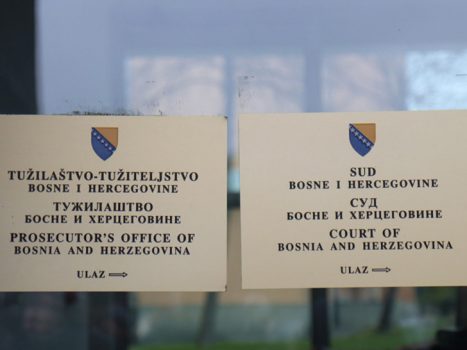 TUŽILAŠTVO-TUŽITELJSTVO
BOSNE I HERCEGOVINE
ТУЖИЛАШТВО
БОСНЕ И ХЕРЦЕГОВИНЕ
PROSECUTOR'S OFFICE OF
BOSNIA AND HERZEGOVINA
ULAZ ⇨
SUD
BOSNE I HERCEGOVINE
СУД
БОСНЕ И ХЕРЦЕГОВИНЕ
COURT OF
BOSNIA AND HERZEGOVINA
ULAZ ⇨